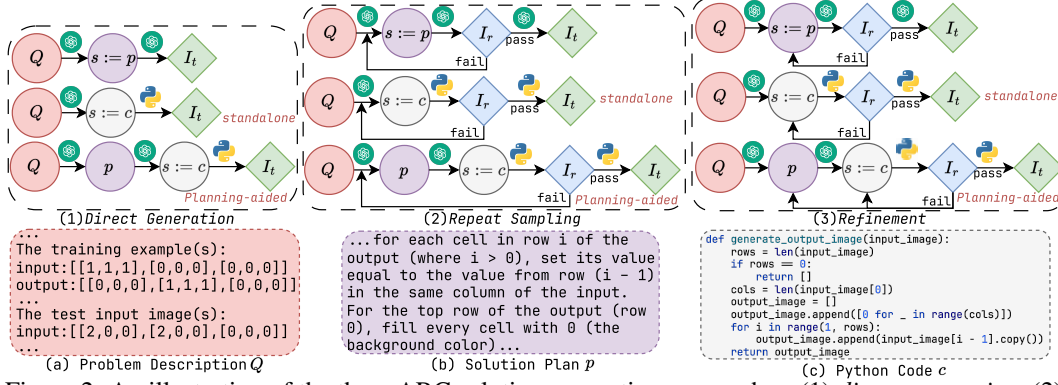 Q s := p I_t
Q s := c I_t
standalone
Q p s := c I_t
Planning-aided
(1)Direct Generation
Q s := p I_r pass I_t
fail
Q s := c I_r pass I_t
standalone
fail
Q p s := c I_r pass I_t
fail
Planning-aided
(2)Repeat Sampling
Q s := p I_r pass I_t
fail
Q s := c I_r pass I_t
standalone
fail
Q p s := c I_r pass I_t
fail
Planning-aided
(3)Refinement
...
The training example(s):
input:[[1,1,1],[0,0,0],[0,0,0]]
output:[[0,0,0],[1,1,1],[0,0,0]]
...
The test input image(s):
input:[[2,0,0],[2,0,0],[0,0,0]]
...
(a) Problem Description Q
...for each cell in row i of the
output (where i > 0), set its value
equal to the value from row (i - 1)
in the same column of the input.
For the top row of the output (row
0), fill every cell with 0 (the
background color)...
(b) Solution Plan p
def generate_output_image(input_image):
    rows = len(input_image)
    if rows == 0:
        return []
    cols = len(input_image[0])
    output_image = []
    output_image.append([0 for _ in range(cols)])
    for i in range(1, rows):
        output_image.append(input_image[i - 1].copy())
    return output_image
(c) Python Code c